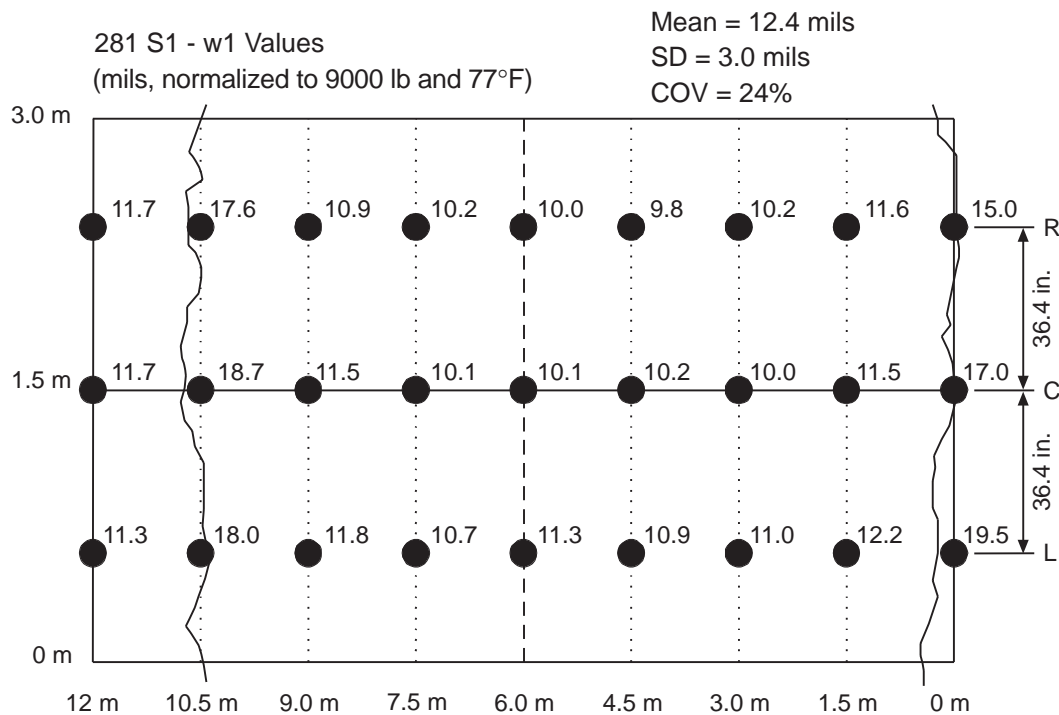 281 S1 - w1 Values
(mils, normalized to 9000 lb and 77°F)
Mean = 12.4 mils
SD = 3.0 mils
COV = 24%
3.0 m
11.7 17.6 10.9 10.2 10.0 9.8 10.2 11.6 15.0 R
36.4 in.
1.5 m 11.7 18.7 11.5 10.1 10.1 10.2 10.0 11.5 17.0 C
36.4 in.
11.3 18.0 11.8 10.7 11.3 10.9 11.0 12.2 19.5 L
0 m
12 m 10.5 m 9.0 m 7.5 m 6.0 m 4.5 m 3.0 m 1.5 m 0 m